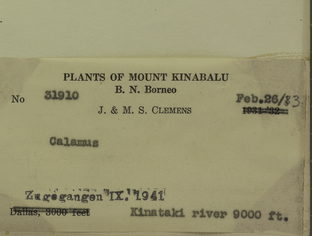 PLANTS OF MOUNT KINABALU
B. N. Borneo
No 31910 Feb.26/33
1931-'32
J. & M. S. CLEMENS
Calamus
Zugegangen IX. 1941
Dallas, 3000 feet Kinataki river 9000 ft.